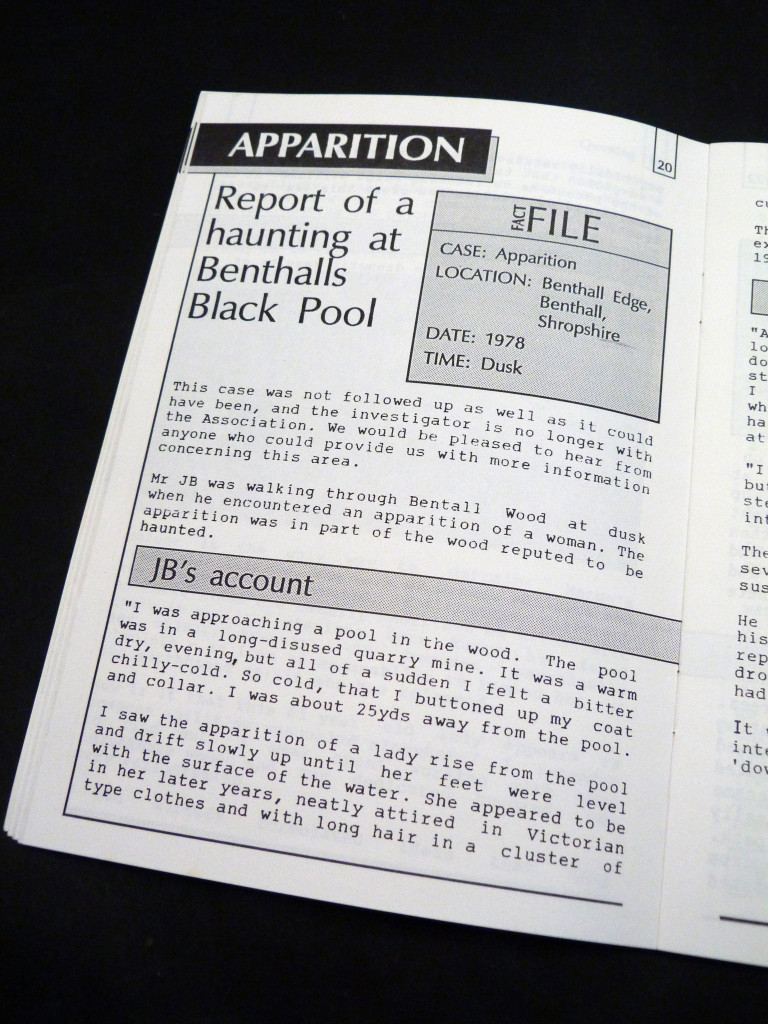 APPARITION
20
Report of a
haunting at
Benthalls
Black Pool
FACT FILE
CASE: Apparition
LOCATION: Benthall Edge,
Benthall,
Shropshire
DATE: 1978
TIME: Dusk
This case was not followed up as well as it could
have been, and the investigator is no longer with
the Association. We would be pleased to hear from
anyone who could provide us with more information
concerning this area.
Mr JB was walking through Bentall Wood at dusk
when he encountered an apparition of a woman. The
apparition was in part of the wood reputed to be
haunted.
JB's account
"I was approaching a pool in the wood. The pool
was in a long-disused quarry mine. It was a warm
dry, evening, but all of a sudden I felt a bitter
chilly-cold. So cold, that I buttoned up my coat
and collar. I was about 25yds away from the pool.
I saw the apparition of a lady rise from the pool
and drift slowly up until her feet were level
with the surface of the water. She appeared to be
in her later years, neatly attired in Victorian
type clothes and with long hair in a cluster of
"I
The
He
his
had
It